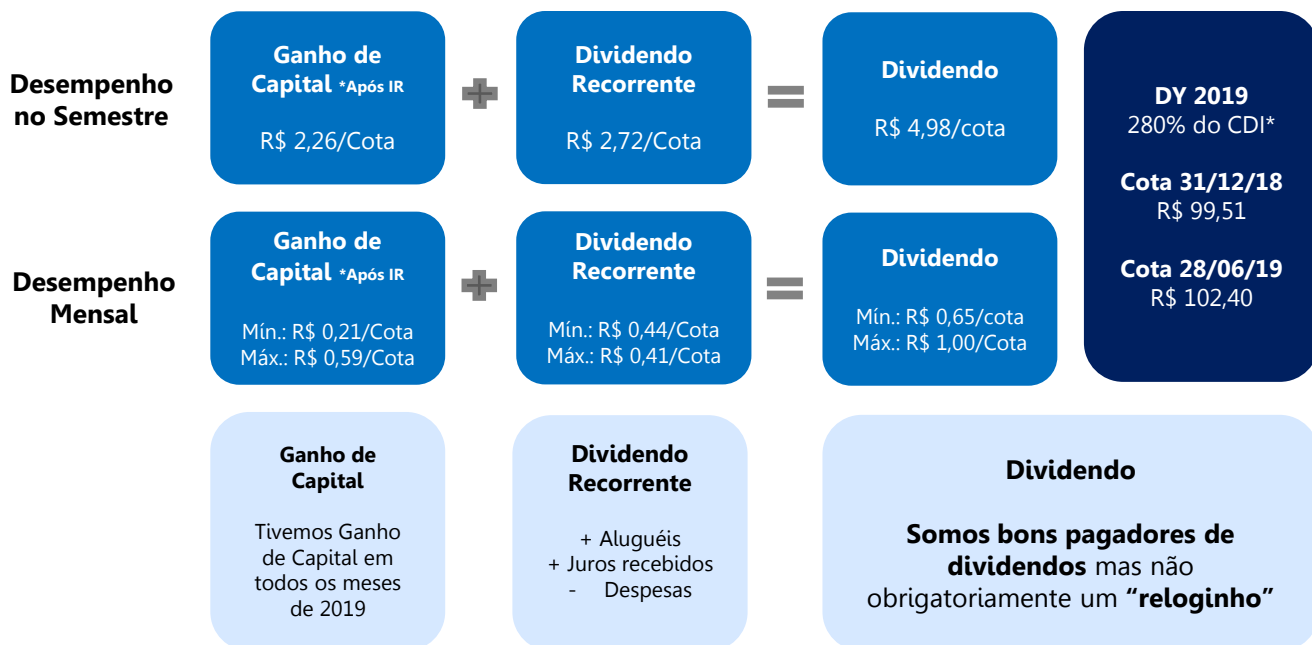 Desempenho
no Semestre
Ganho de
Capital *Após IR
R$ 2,26/Cota
+
Dividendo
Recorrente
R$ 2,72/Cota
=
Dividendo
R$ 4,98/cota
DY 2019
280% do CDI*
Cota 31/12/18
R$ 99,51
Cota 28/06/19
R$ 102,40
Desempenho
Mensal
Ganho de
Capital *Após IR
Mín.: R$ 0,21/Cota
Máx.: R$ 0,59/Cota
+
Dividendo
Recorrente
Mín.: R$ 0,44/Cota
Máx.: R$ 0,41/Cota
=
Dividendo
Mín.: R$ 0,65/cota
Máx.: R$ 1,00/Cota
Ganho de
Capital
Tivemos Ganho
de Capital em
todos os meses
de 2019
Dividendo
Recorrente
+ Aluguéis
+ Juros recebidos
- Despesas
Dividendo
Somos bons pagadores de
dividendos mas não
obrigatoriamente um “reloginho”